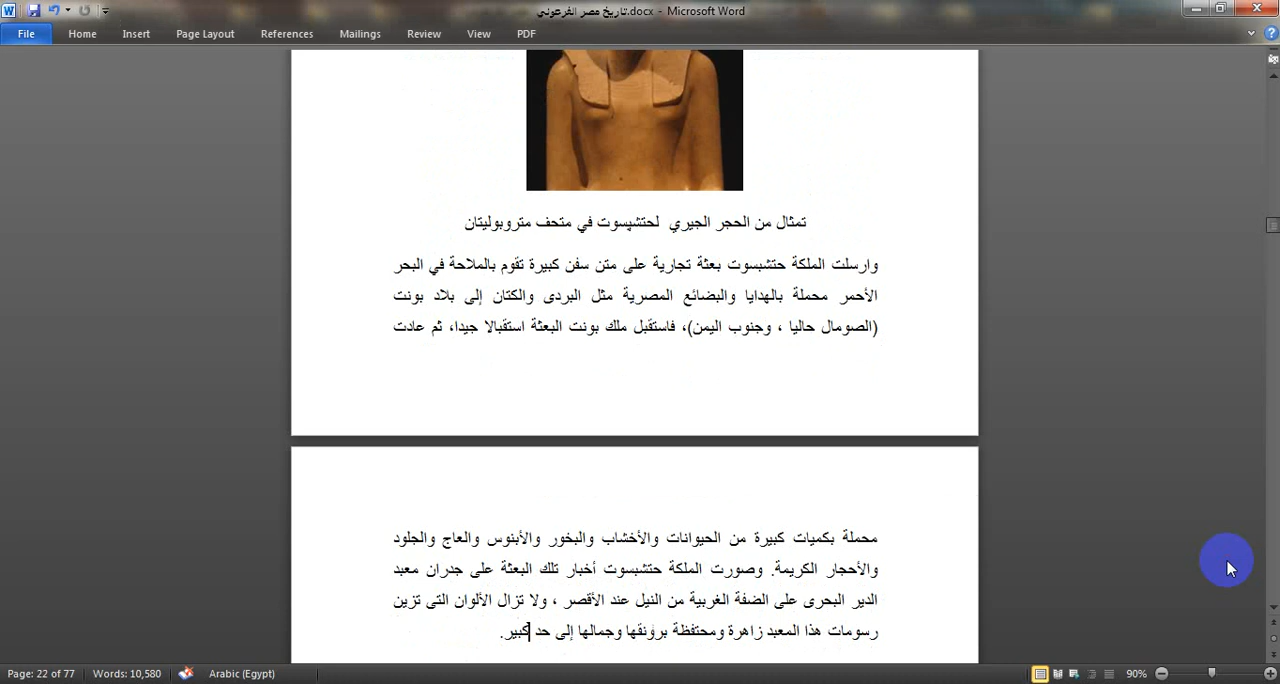 تاريخ مصر الفرعوني.docx - Microsoft Word
File Home Insert Page Layout References Mailings Review View PDF
تمثال من الحجر الجيري لحتشپسوت في متحف متروبوليتان
وارسلت الملكة حتشبسوت بعثة تجارية على متن سفن كبيرة تقوم بالملاحة في البحر
الأحمر محملة بالهدايا والبضائع المصرية مثل البردى والكتان إلى بلاد بونت
(الصومال حاليا ، وجنوب اليمن)، فاستقبل ملك بونت البعثة استقبالا جيدا، ثم عادت
محملة بكميات كبيرة من الحيوانات والأخشاب والبخور والأبنوس والعاج والجلود
والأحجار الكريمة. وصورت الملكة حتشبسوت أخبار تلك البعثة على جدران معبد
الدير البحرى على الضفة الغربية من النيل عند الأقصر ، ولا تزال الألوان التى تزين
رسومات هذا المعبد زاهرة ومحتفظة برونقها وجمالها إلى حد كبير.
Page: 22 of 77 Words: 10,580 Arabic (Egypt) 90%